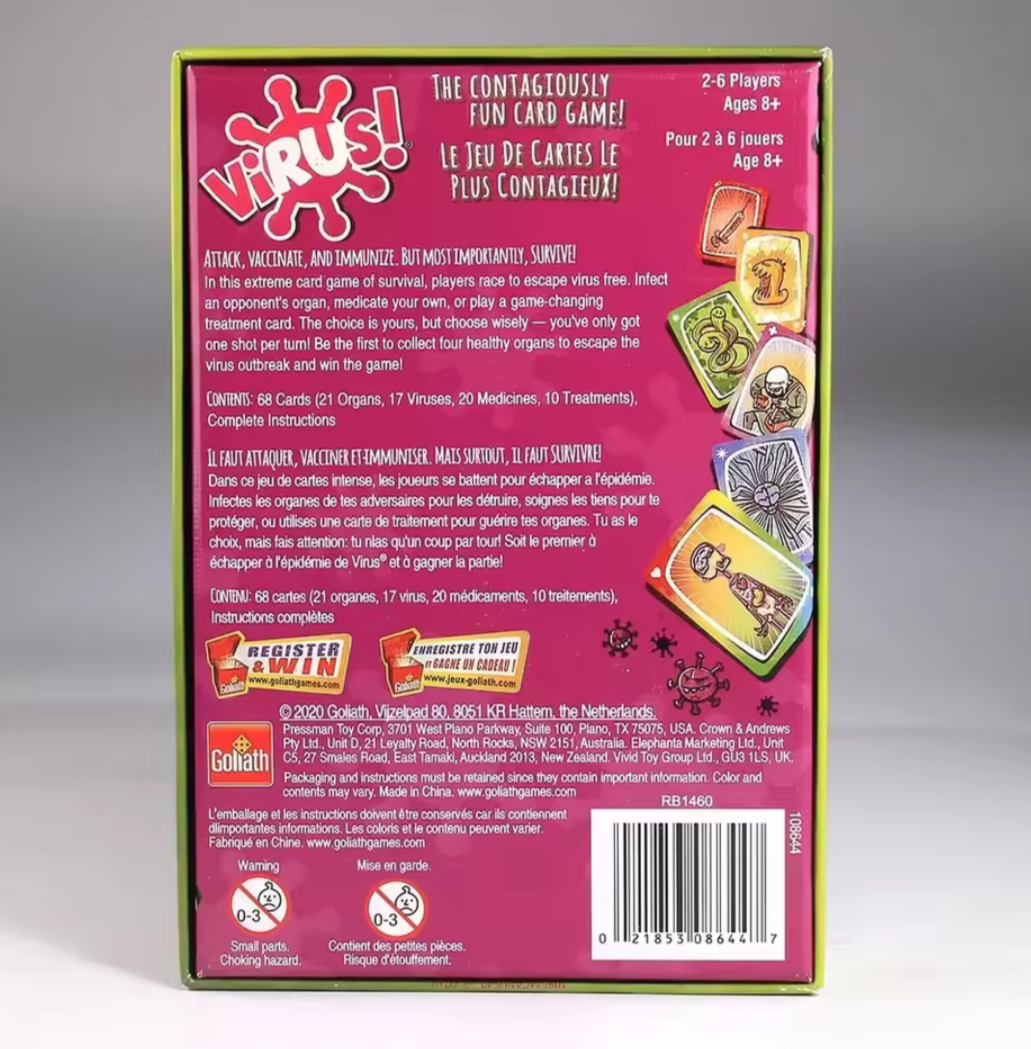 ViRUS!
THE CONTAGIOUSLY
FUN CARD GAME!
LE JEU DE CARTES LE
PLUS CONTAGIEUX!
2-6 Players
Ages 8+
Pour 2 à 6 jouers
Age 8+
ATTACK, VACCINATE, AND IMMUNIZE. BUT MOST IMPORTANTLY, SURVIVE!
In this extreme card game of survival, players race to escape virus free. Infect
an opponent's organ, medicate your own, or play a game-changing
treatment card. The choice is yours, but choose wisely — you've only got
one shot per turn! Be the first to collect four healthy organs to escape the
virus outbreak and win the game!
CONTENTS: 68 Cards (21 Organs, 17 Viruses, 20 Medicines, 10 Treatments),
Complete Instructions
IL FAUT ATTAQUER, VACCINER ET IMMUNISER. MAIS SURTOUT, IL FAUT SURVIVRE!
Dans ce jeu de cartes intense, les joueurs se battent pour échapper a l'épidémie.
Infectes les organes de tes adversaires pour les détruire, soignes les tiens pour te
protéger, ou utilises une carte de traitement pour guérire tes organes. Tu as le
choix, mais fais attention: tu nlas qu'un coup par tour! Soit le premier à
échapper à l'épidémie de Virus® et à gagner la partie!
CONTENU: 68 cartes (21 organes, 17 virus, 20 médicaments, 10 treitements),
Instructions complètes
REGISTER
& WIN
www.goliathgames.com
Goliath
ENREGISTRE TON JEU
ET GAGNE UN CADEAU !
www.jeux-goliath.com
Goliath
© 2020 Goliath, Vijzelpad 80, 8051 KR Hattem, the Netherlands.
Goliath
Pressman Toy Corp, 3701 West Plano Parkway, Suite 100, Plano, TX 75075, USA. Crown & Andrews
Pty Ltd., Unit D, 21 Leyalty Road, North Rocks, NSW 2151, Australia. Elephanta Marketing Ltd., Unit
C5, 27 Smales Road, East Tamaki, Auckland 2013, New Zealand. Vivid Toy Group Ltd., GU3 1LS, UK.
Packaging and instructions must be retained since they contain important information. Color and
contents may vary. Made in China. www.goliathgames.com
L'emballage et les instructions doivent être conservés car ils contiennent
dlimportantes informations. Les coloris et le contenu peuvent varier.
Fabriqué en Chine. www.goliathgames.com
RB1460
108644
Warning
0-3
Small parts.
Choking hazard.
Mise en garde.
0-3
Contient des petites pièces.
Risque d'étouffement.
0 21853 08644 7